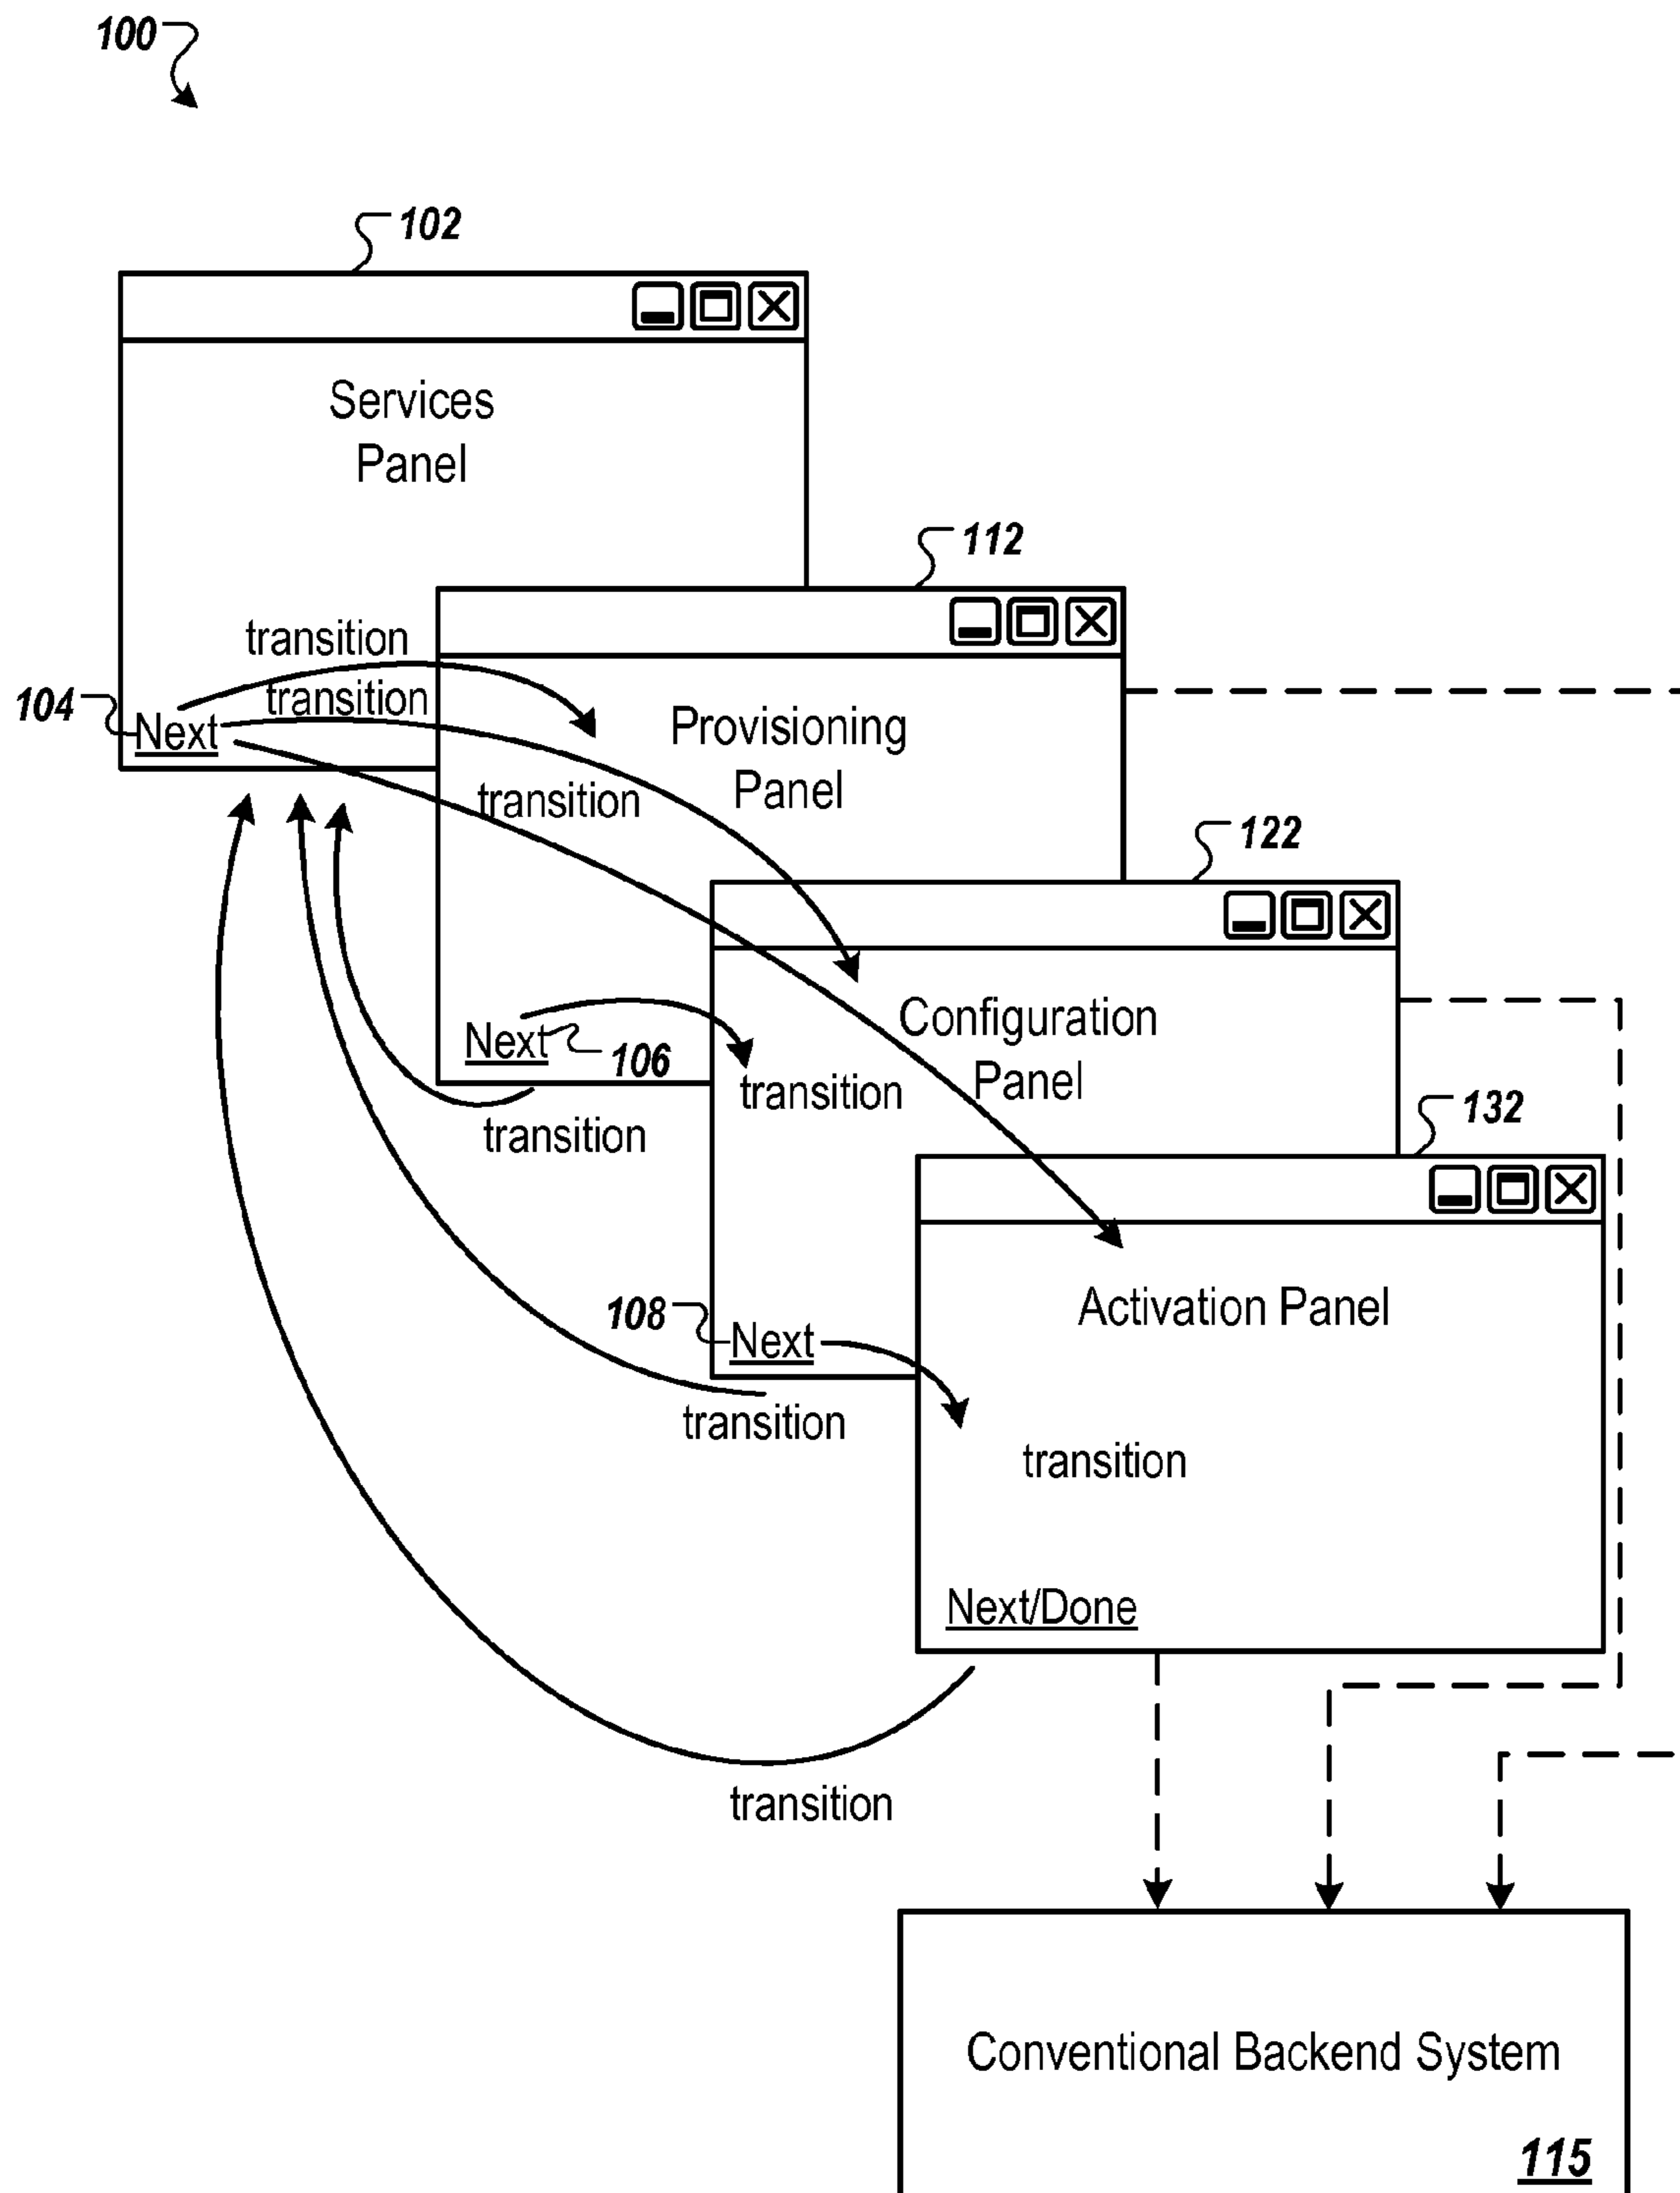 100
102
Services
Panel
112
transition
transition
104
Next
Provisioning
Panel
transition
122
Configuration
Panel
Next
106
transition
132
transition
Activation Panel
108
Next
transition
transition
Next/Done
transition
Conventional Backend System
115